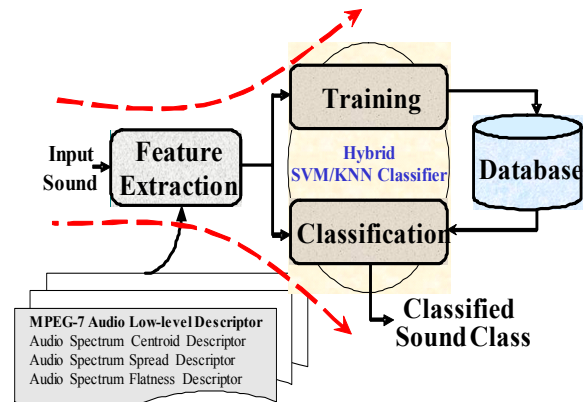 Training
Input
Sound
Feature
Extraction
Hybrid
SVM/KNN Classifier
Database
Classification
Classified
Sound Class
MPEG-7 Audio Low-level Descriptor
Audio Spectrum Centroid Descriptor
Audio Spectrum Spread Descriptor
Audio Spectrum Flatness Descriptor